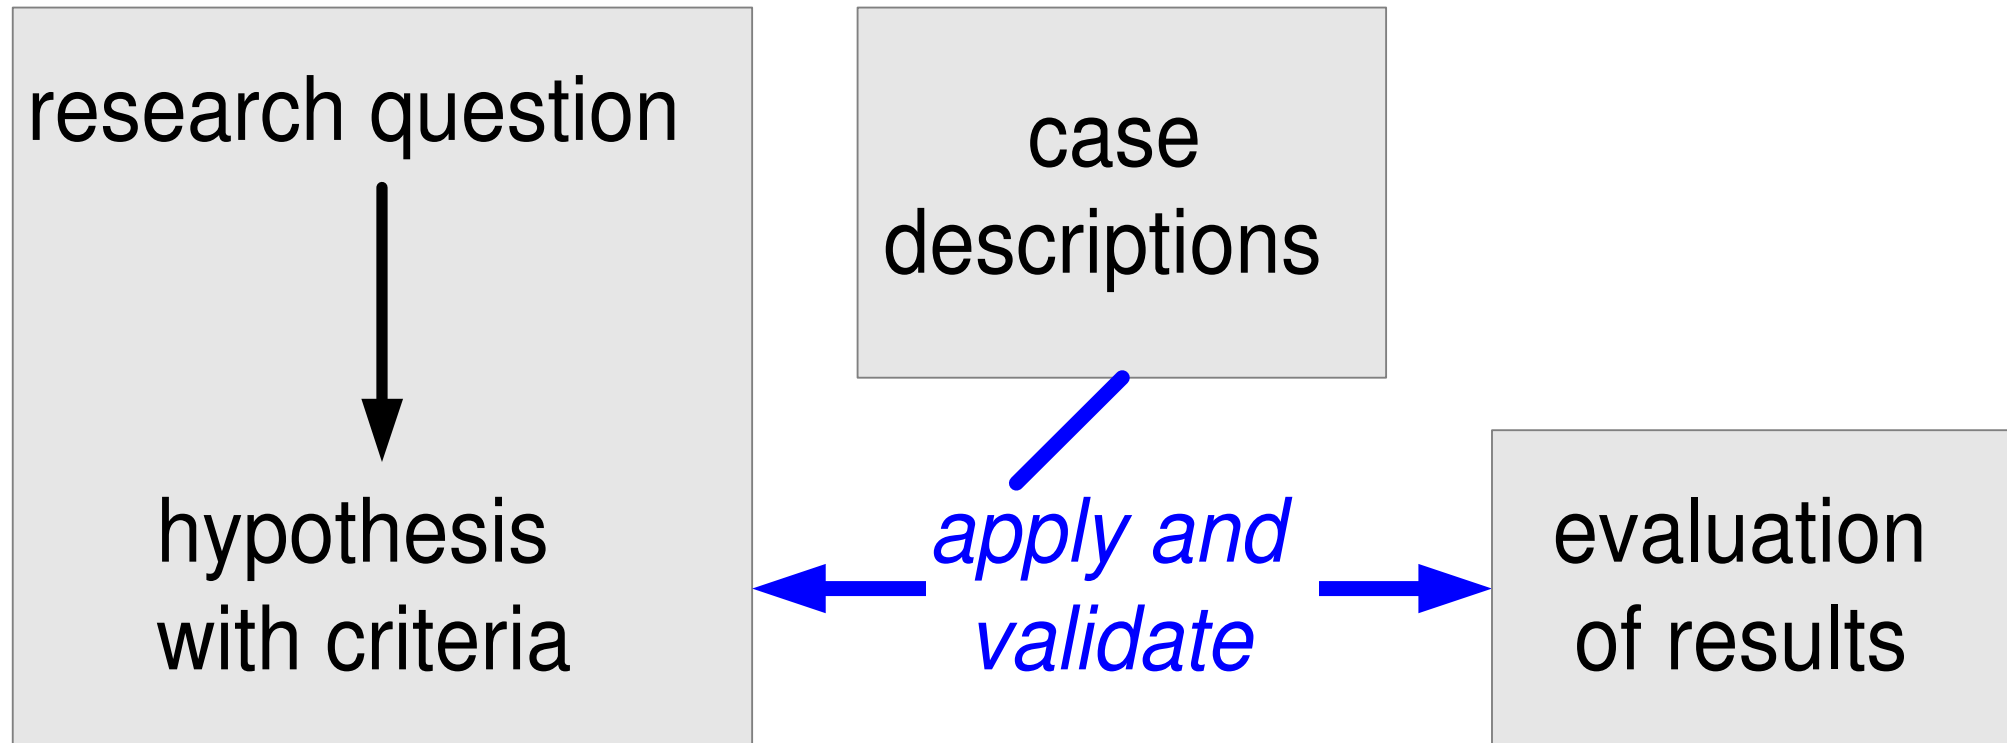 research question
hypothesis
with criteria
case
descriptions
apply and
validate
evaluation
of results